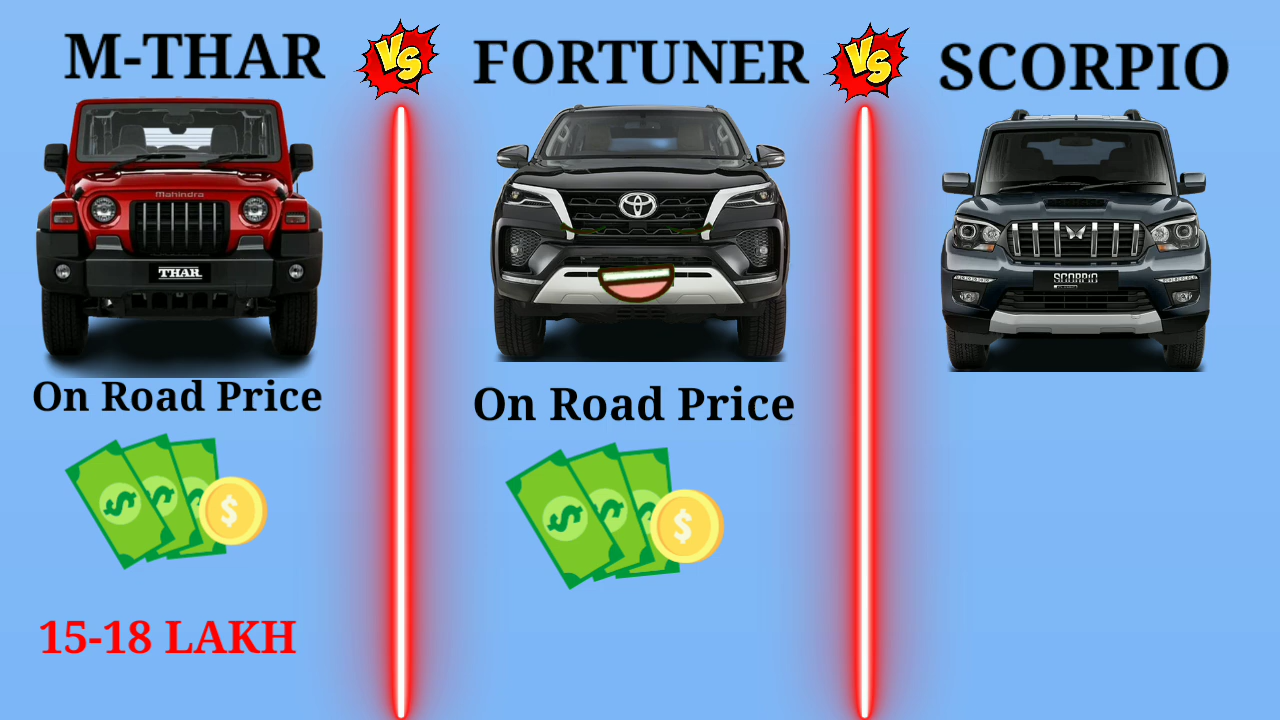 M-THAR
VS
FORTUNER
VS
SCORPIO
Mahindra
THAR
SCORPIO
On Road Price
On Road Price
$ $ $ $
$ $ $ $
15-18 LAKH